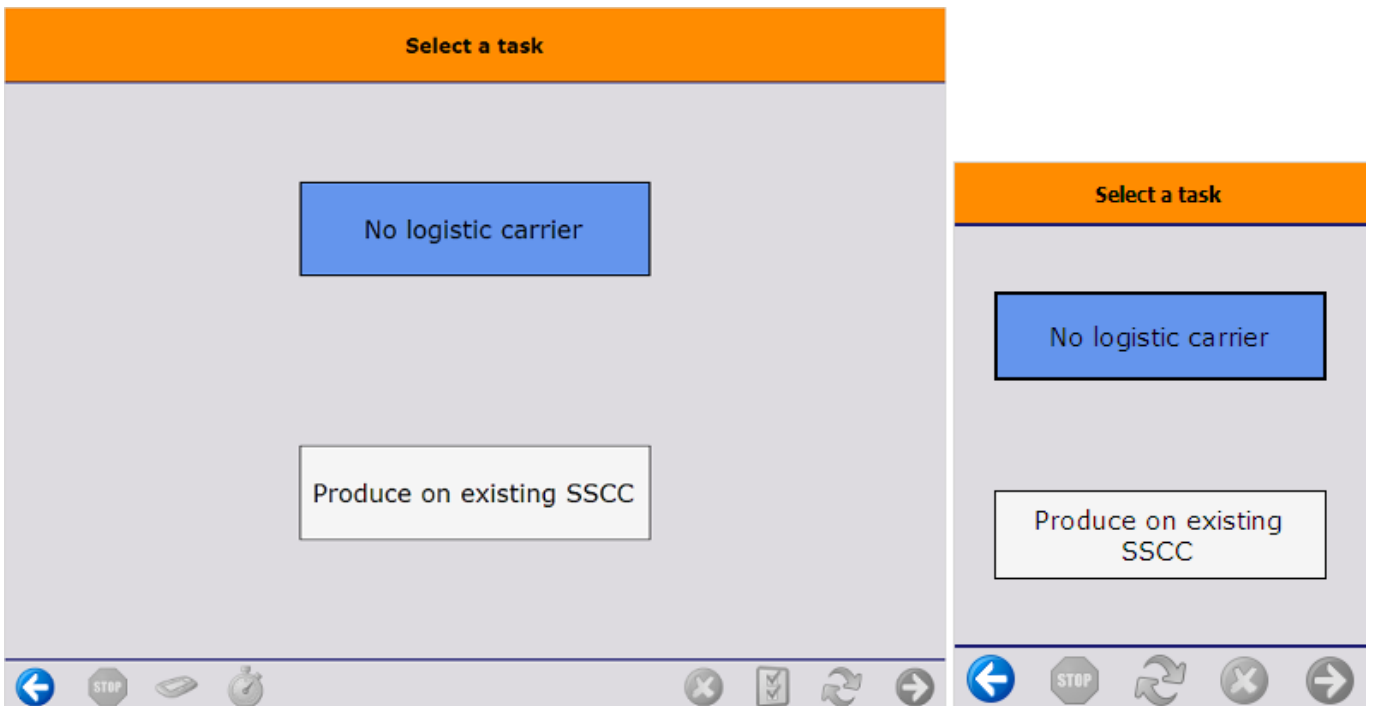 Select a task
No logistic carrier
Produce on existing SSCC
STOP
Select a task
No logistic carrier
Produce on existing
SSCC
STOP